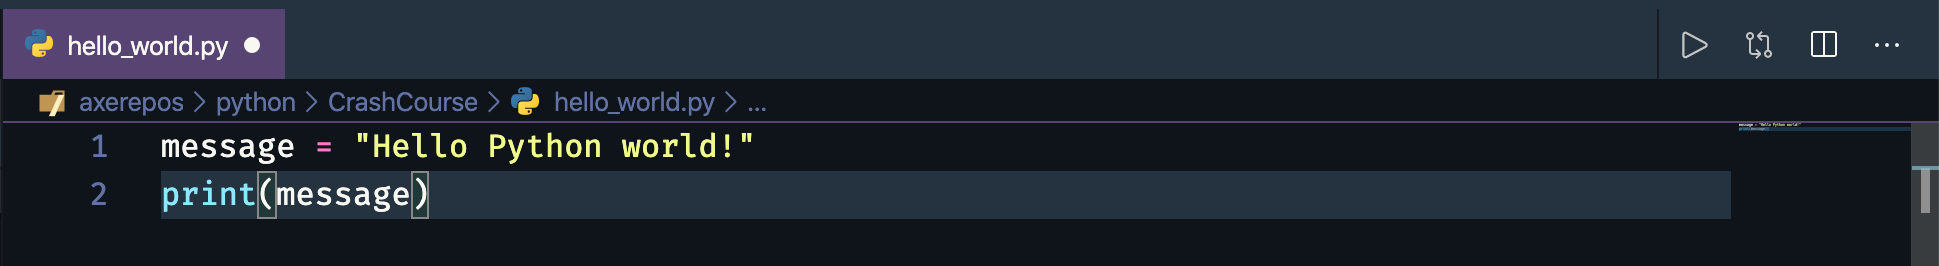 hello_world.py
axerepos > python > CrashCourse > hello_world.py > ...
1 message = "Hello Python world!"
2 print(message)